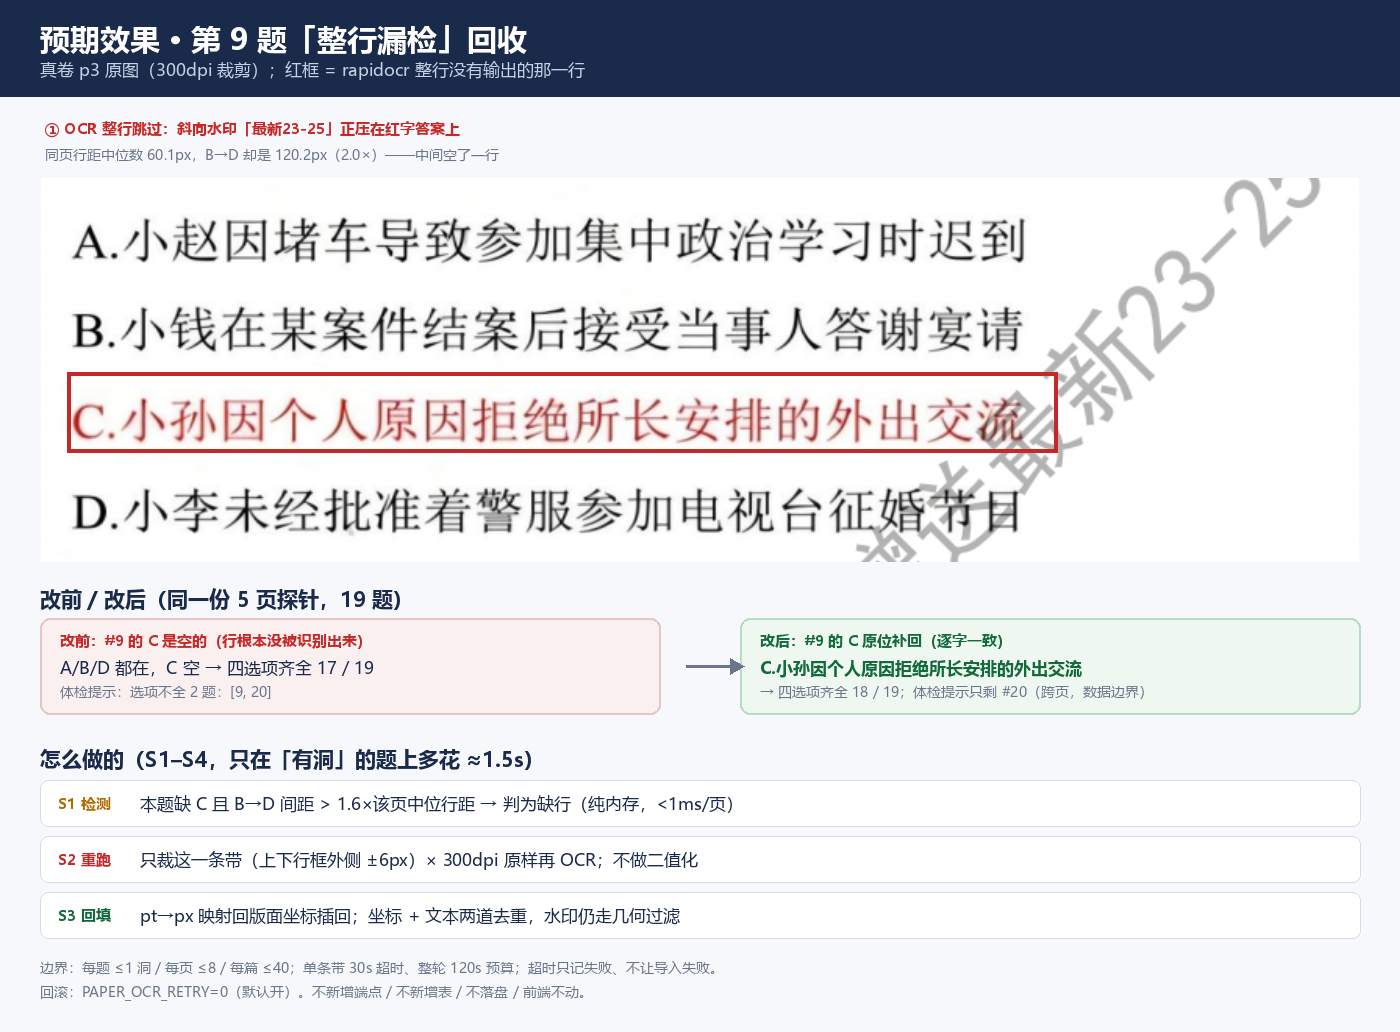 预期效果 • 第 9 题「整行漏检」回收
真卷 p3 原图（300dpi 裁剪）；红框 = rapidocr 整行没有输出的那一行
① OCR 整行跳过：斜向水印「最新23-25」正压在红字答案上
同页行距中位数 60.1px，B→D 却是 120.2px（2.0×）——中间空了一行
A.小赵因堵车导致参加集中政治学习时迟到
B.小钱在某案件结案后接受当事人答谢宴请
C.小孙因个人原因拒绝所长安排的外出交流
D.小李未经批准着警服参加电视台征婚节目
送最新23-25
改前 / 改后（同一份 5 页探针，19 题）
改前：#9 的 C 是空的（行根本没被识别出来）
A/B/D 都在，C 空 → 四选项齐全 17 / 19
体检提示：选项不全 2 题：[9, 20]
改后：#9 的 C 原位补回（逐字一致）
C.小孙因个人原因拒绝所长安排的外出交流
→ 四选项齐全 18 / 19；体检提示只剩 #20（跨页，数据边界）
怎么做的（S1–S4，只在「有洞」的题上多花 ≈1.5s）
S1 检测 本题缺 C 且 B→D 间距 > 1.6×该页中位行距 → 判为缺行（纯内存，<1ms/页）
S2 重跑 只裁这一条带（上下行框外侧 ±6px）× 300dpi 原样再 OCR；不做二值化
S3 回填 pt→px 映射回版面坐标插回；坐标 + 文本两道去重，水印仍走几何过滤
边界：每题 ≤1 洞 / 每页 ≤8 / 每篇 ≤40；单条带 30s 超时、整轮 120s 预算；超时只记失败、不让导入失败。
回滚：PAPER_OCR_RETRY=0（默认开）。不新增端点 / 不新增表 / 不落盘 / 前端不动。